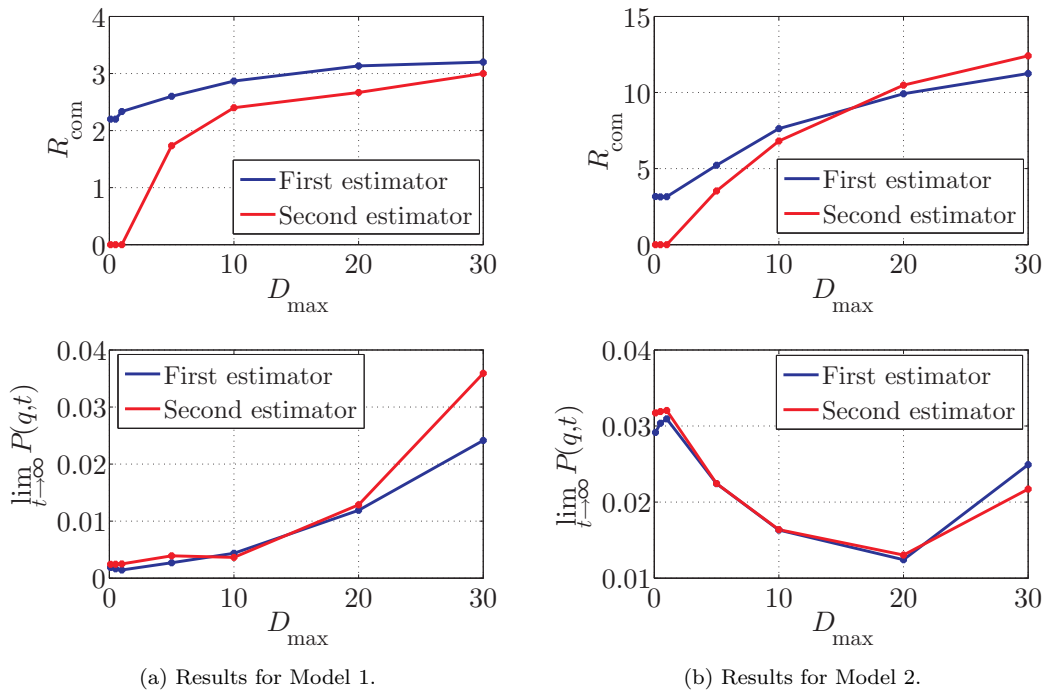 4
3
2
1
0
R_com
First estimator
Second estimator
0 10 20 30
D_max
15
10
5
0
R_com
First estimator
Second estimator
0 10 20 30
D_max
0.04
0.03
0.02
0.01
0
lim t→∞ P(q,t)
First estimator
Second estimator
0 10 20 30
D_max
(a) Results for Model 1.
0.04
0.03
0.02
0.01
lim t→∞ P(q,t)
First estimator
Second estimator
0 10 20 30
D_max
(b) Results for Model 2.